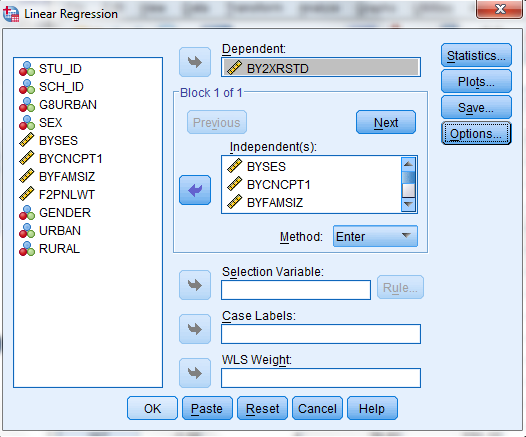 Linear Regression
STU_ID
SCH_ID
G8URBAN
SEX
BYSES
BYCNCPT1
BYFAMSIZ
F2PNLWT
GENDER
URBAN
RURAL
Dependent:
BY2XRSTD
Block 1 of 1
Previous
Next
Independent(s):
BYSES
BYCNCPT1
BYFAMSIZ
Method:
Enter
Selection Variable:
Rule...
Case Labels:
WLS Weight:
Statistics...
Plots...
Save...
Options...
OK
Paste
Reset
Cancel
Help